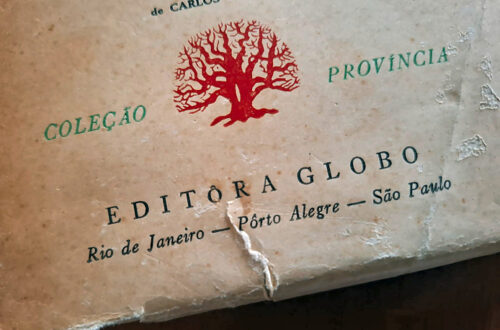 de CARLOS
COLEÇÃO PROVÍNCIA
EDITÔRA GLOBO
Rio de Janeiro — Pôrto Alegre — São Paulo